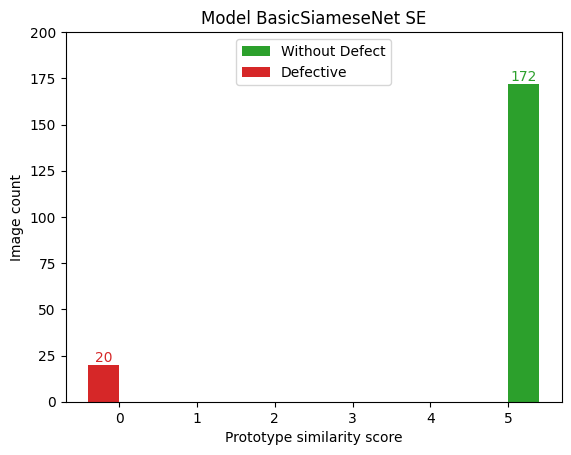 Model BasicSiameseNet SE
Without Defect
Defective
Image count
200
175
150
125
100
75
50
25
0
172
20
0 1 2 3 4 5
Prototype similarity score